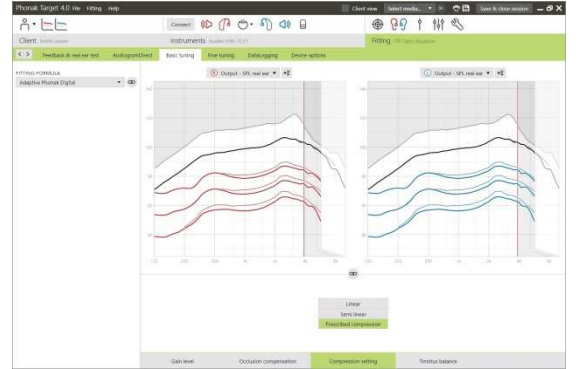 Phonak Target 4.0 File Fitting Help
Client view Select media... Save & close session
Connect
Client Smith James
Instruments
Fitting
Feedback & real ear test AudiogramDirect Basic tuning Fine tuning DataLogging Device options
FITTING FORMULA
Adaptive Phonak Digital
R Output - SPL real ear
L Output - SPL real ear
Linear
Semi linear
Prescribed compression
Gain level Occlusion compensation Compression setting Tinnitus balance